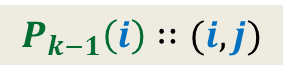 P_{k−1}(i) :: (i,j)